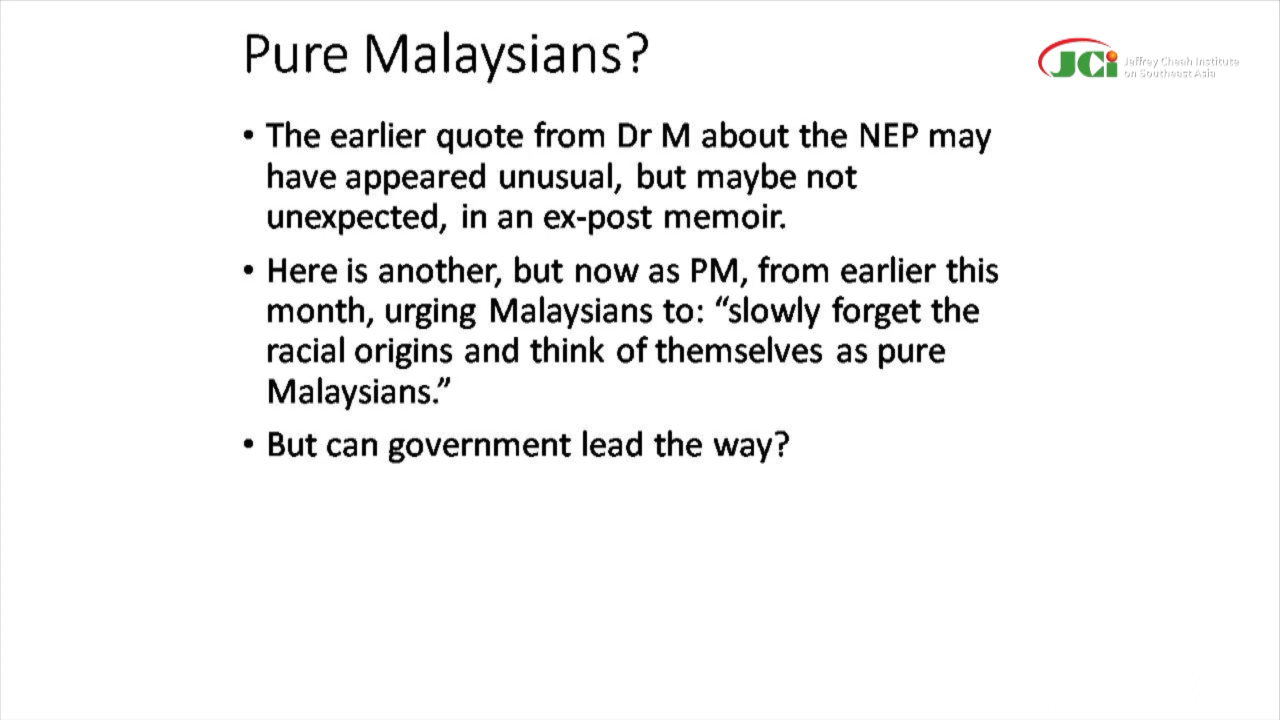 Pure Malaysians?
JCi Jeffrey Cheah Institute
on Southeast Asia
• The earlier quote from Dr M about the NEP may
have appeared unusual, but maybe not
unexpected, in an ex-post memoir.
• Here is another, but now as PM, from earlier this
month, urging Malaysians to: “slowly forget the
racial origins and think of themselves as pure
Malaysians.”
• But can government lead the way?